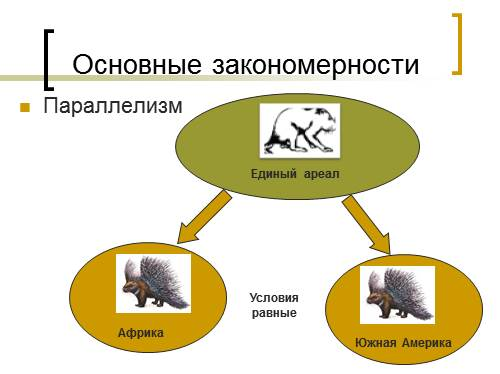 Основные закономерности
Параллелизм
Единый ареал
Африка
Условия
равные
Южная Америка